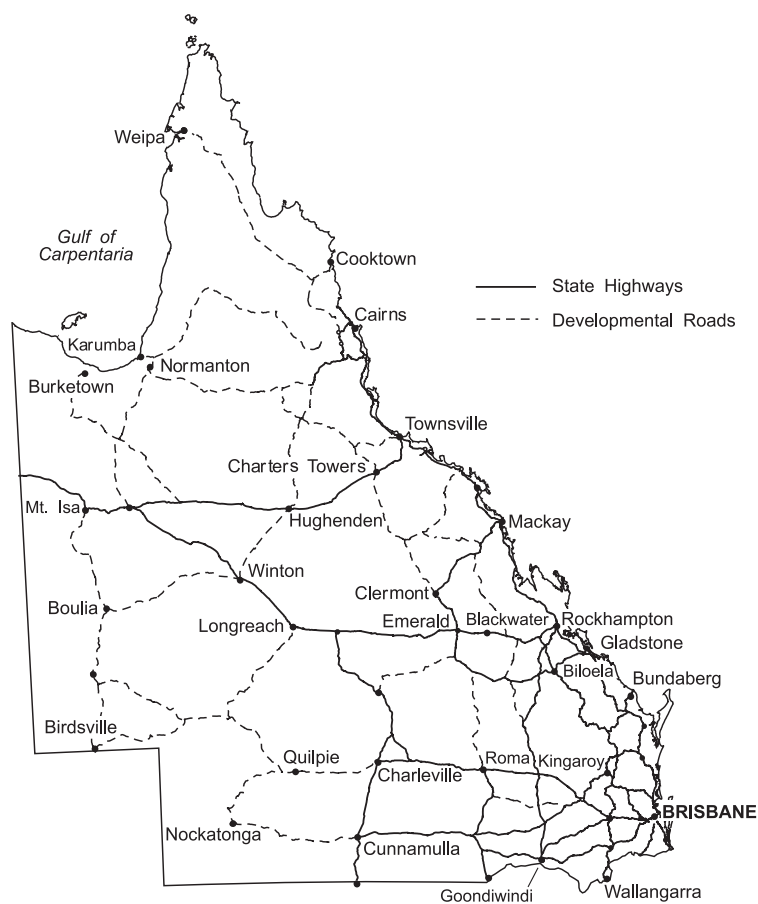 Weipa
Gulf of
Carpentaria
Cooktown
State Highways
Cairns
Developmental Roads
Karumba
Normanton
Burketown
Townsville
Charters Towers
Mt. Isa
Hughenden
Mackay
Winton
Clermont
Boulia
Longreach
Emerald
Blackwater
Rockhampton
Gladstone
Biloela
Bundaberg
Birdsville
Quilpie
Charleville
Roma
Kingaroy
BRISBANE
Nockatonga
Cunnamulla
Goondiwindi
Wallangarra